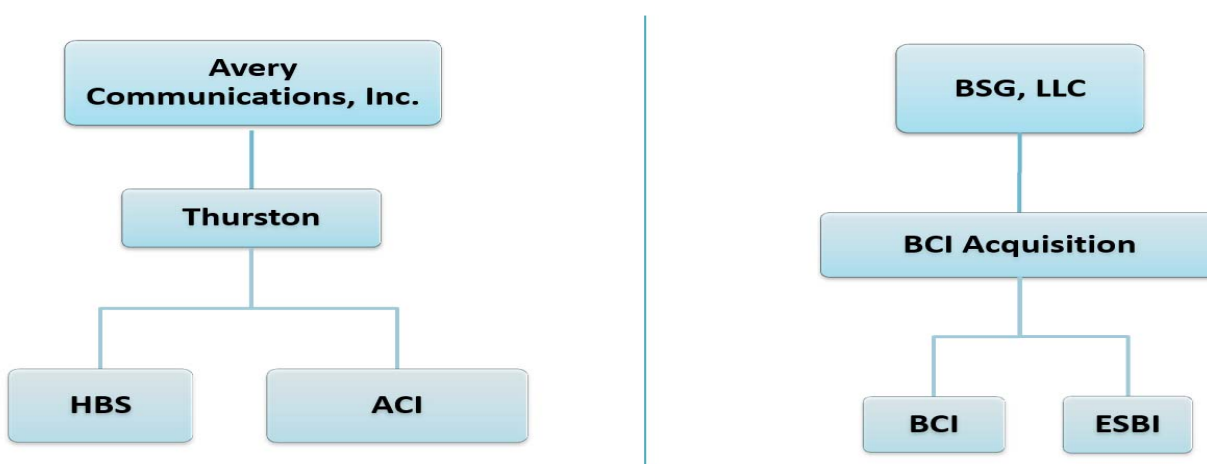 Avery
Communications, Inc.
Thurston
HBS
ACI
BSG, LLC
BCI Acquisition
BCI
ESBI